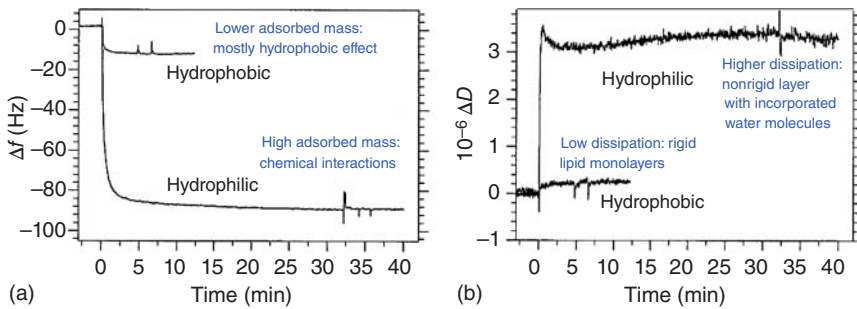 Lower adsorbed mass:
mostly hydrophobic effect
Hydrophobic
High adsorbed mass:
chemical interactions
Hydrophilic
0
−20
−40
−60
−80
−100
Δf (Hz)
0 5 10 15 20 25 30 35 40
Time (min)
(a)
Hydrophilic
Higher dissipation:
nonrigid layer
with incorporated
water molecules
Low dissipation: rigid
lipid monolayers
Hydrophobic
3
2
1
0
−1
10⁻⁶ ΔD
0 5 10 15 20 25 30 35 40
Time (min)
(b)